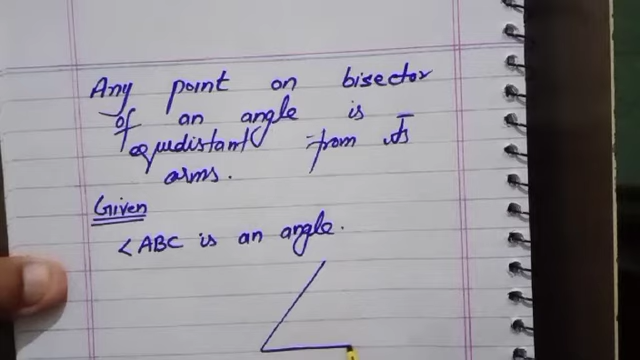 Any point on bisector
of an angle is
equidistant from its
arms.
Given
∠ABC is an angle.